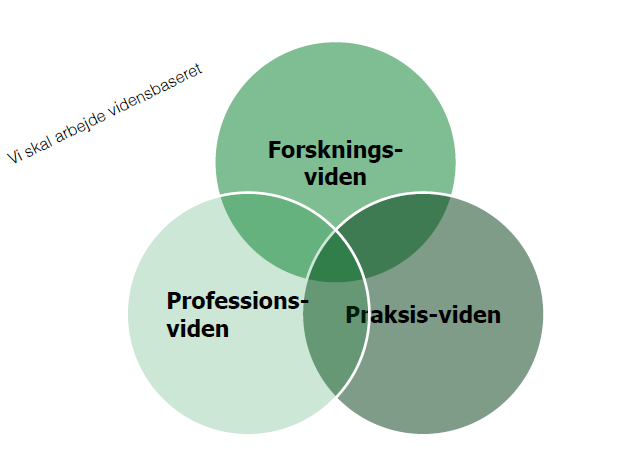 Vi skal arbejde vidensbaseret
Forsknings-
viden
Professions-
viden
Praksis-viden